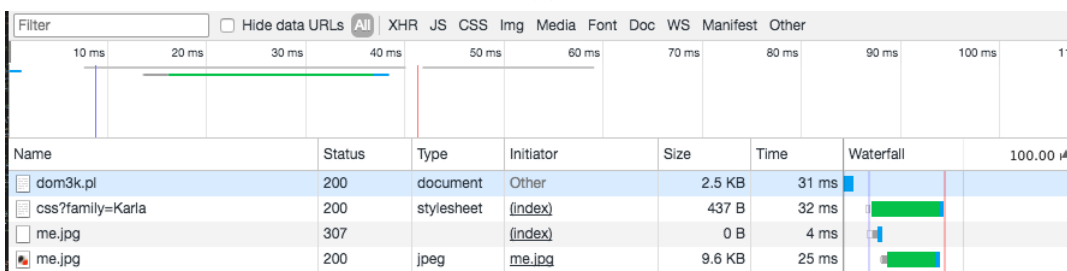 Filter Hide data URLs All XHR JS CSS Img Media Font Doc WS Manifest Other
10 ms 20 ms 30 ms 40 ms 50 ms 60 ms 70 ms 80 ms 90 ms 100 ms
Name Status Type Initiator Size Time Waterfall 100.00
dom3k.pl 200 document Other 2.5 KB 31 ms
css?family=Karla 200 stylesheet (index) 437 B 32 ms
me.jpg 307 (index) 0 B 4 ms
me.jpg 200 jpeg me.jpg 9.6 KB 25 ms